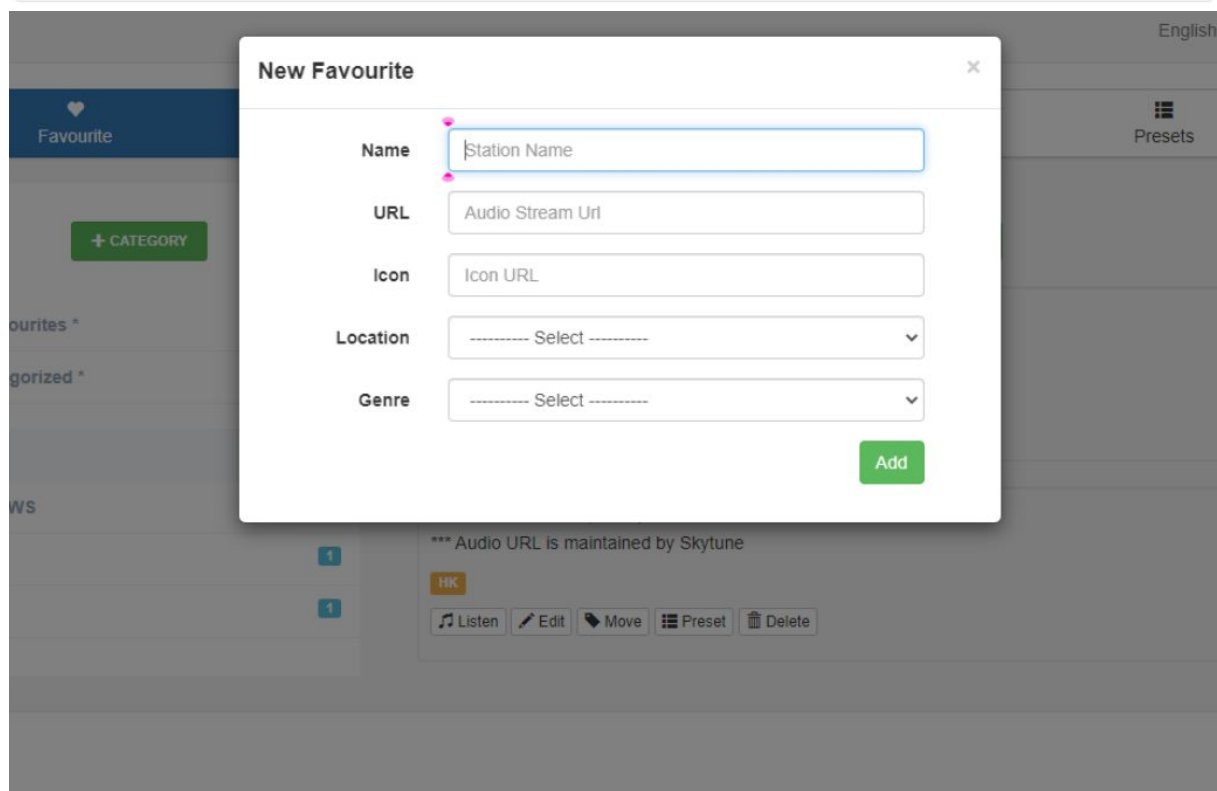 English
New Favourite
×
Favourite
Presets
Name
Station Name
URL
Audio Stream Url
+ CATEGORY
Icon
Icon URL
ourites *
Location
---------- Select ----------
gorized *
Genre
---------- Select ----------
Add
ws
*** Audio URL is maintained by Skytune
1
HK
1
Listen Edit Move Preset Delete